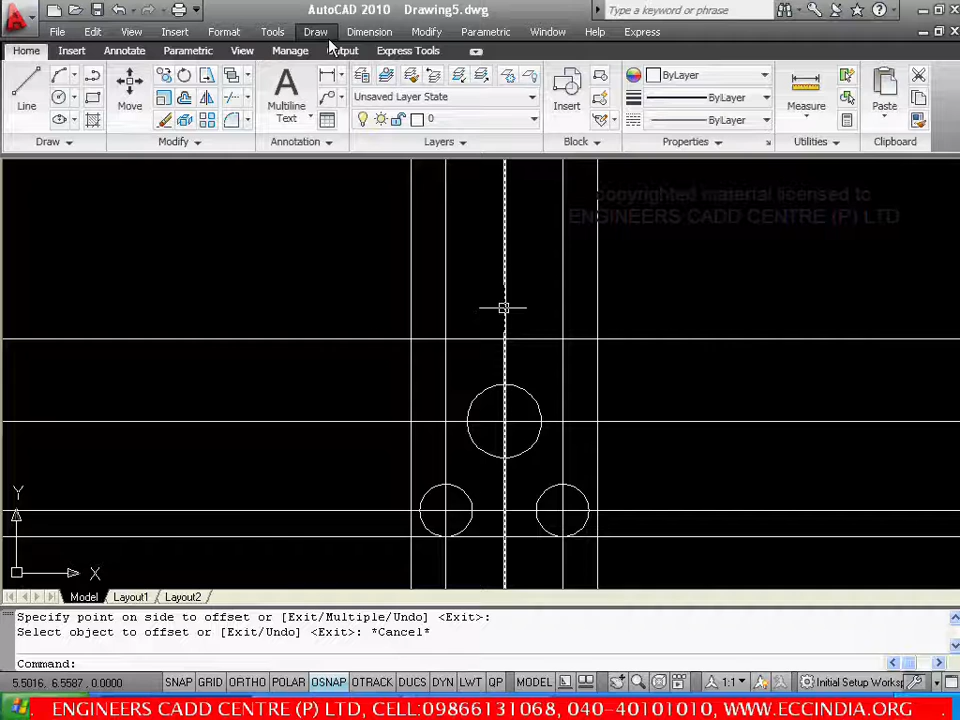 AutoCAD 2010 Drawing5.dwg
Type a keyword or phrase
File Edit View Insert Format Tools Draw Dimension Modify Parametric Window Help Express
Home Insert Annotate Parametric View Manage Output Express Tools
Line Move Multiline Text Unsaved Layer State 0 Insert ByLayer ByLayer ByLayer Measure Paste
Draw Modify Annotation Layers Block Properties Utilities Clipboard
copyrighted material licensed to
ENGINEERS CADD CENTRE (P) LTD
Y
X
Model Layout1 Layout2
Specify point on side to offset or [Exit/Multiple/Undo] <Exit>:
Select object to offset or [Exit/Undo] <Exit>: *Cancel*
Command:
5.5016, 6.5587, 0.0000 SNAP GRID ORTHO POLAR OSNAP OTRACK DUCS DYN LWT QP MODEL 1:1 Initial Setup Works
ENGINEERS CADD CENTRE (P) LTD, CELL:09866131068, 040-40101010, WWW.ECCINDIA.ORG